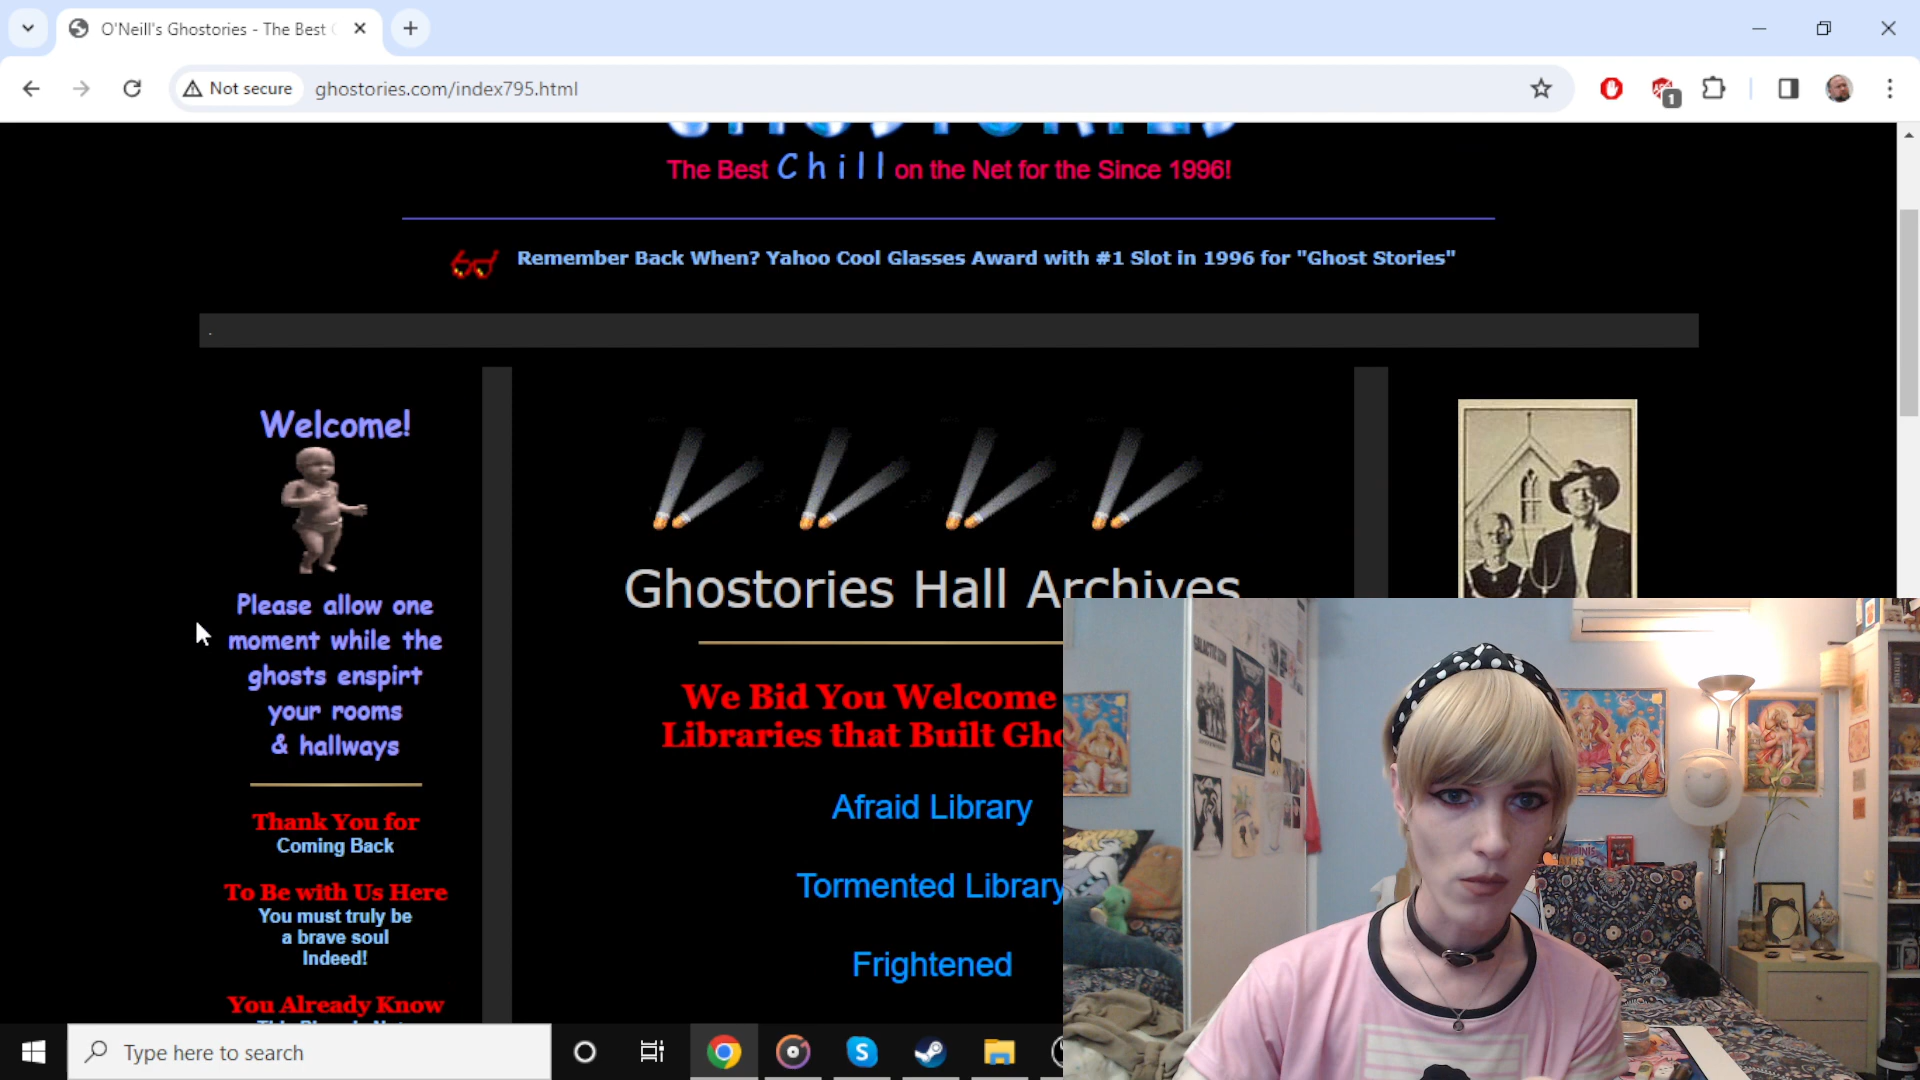 O'Neill's Ghostories - The Best
Not secure
ghostories.com/index795.html
1
The Best Chill on the Net for the Since 1996!
Remember Back When? Yahoo Cool Glasses Award with #1 Slot in 1996 for "Ghost Stories"
.
Welcome!
Please allow one
moment while the
ghosts enspirt
your rooms
& hallways
Thank You for
Coming Back
To Be with Us Here
You must truly be
a brave soul
Indeed!
You Already Know
Ghostories Hall Archives
We Bid You Welcome
Libraries that Built
Afraid Library
Tormented Library
Frightened
Type here to search